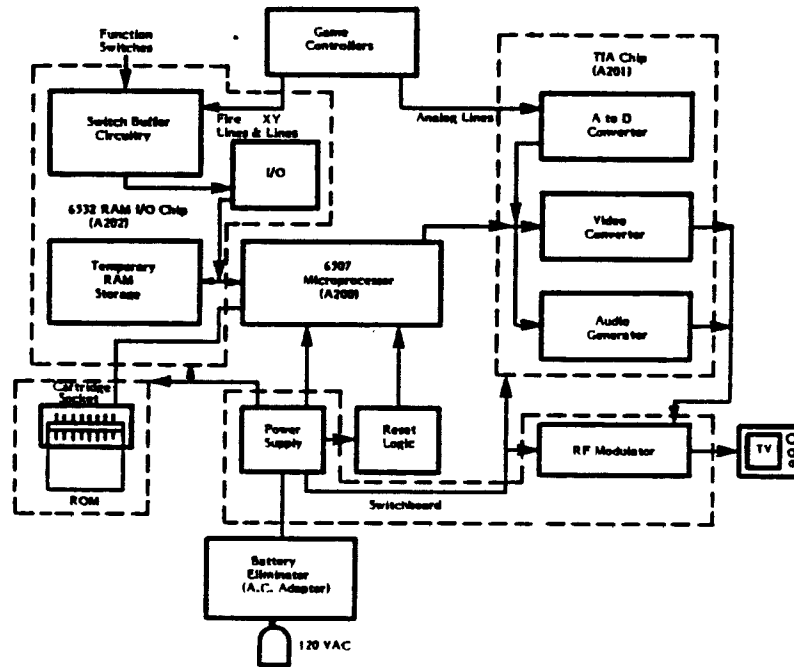 Function
Switches
Game
Controllers
TIA Chip
(A201)
Switch Buffer
Circuitry
Fire XY
Lines & Lines
Analog Lines
A to D
Converter
I/O
6532 RAM I/O Chip
(A202)
Video
Converter
Temporary
RAM
Storage
6507
Microprocessor
(A200)
Audio
Generator
Cartridge
Socket
ROM
Power
Supply
Reset
Logic
RF Modulator
TV
Switchboard
Battery
Eliminator
(A.C. Adapter)
120 VAC